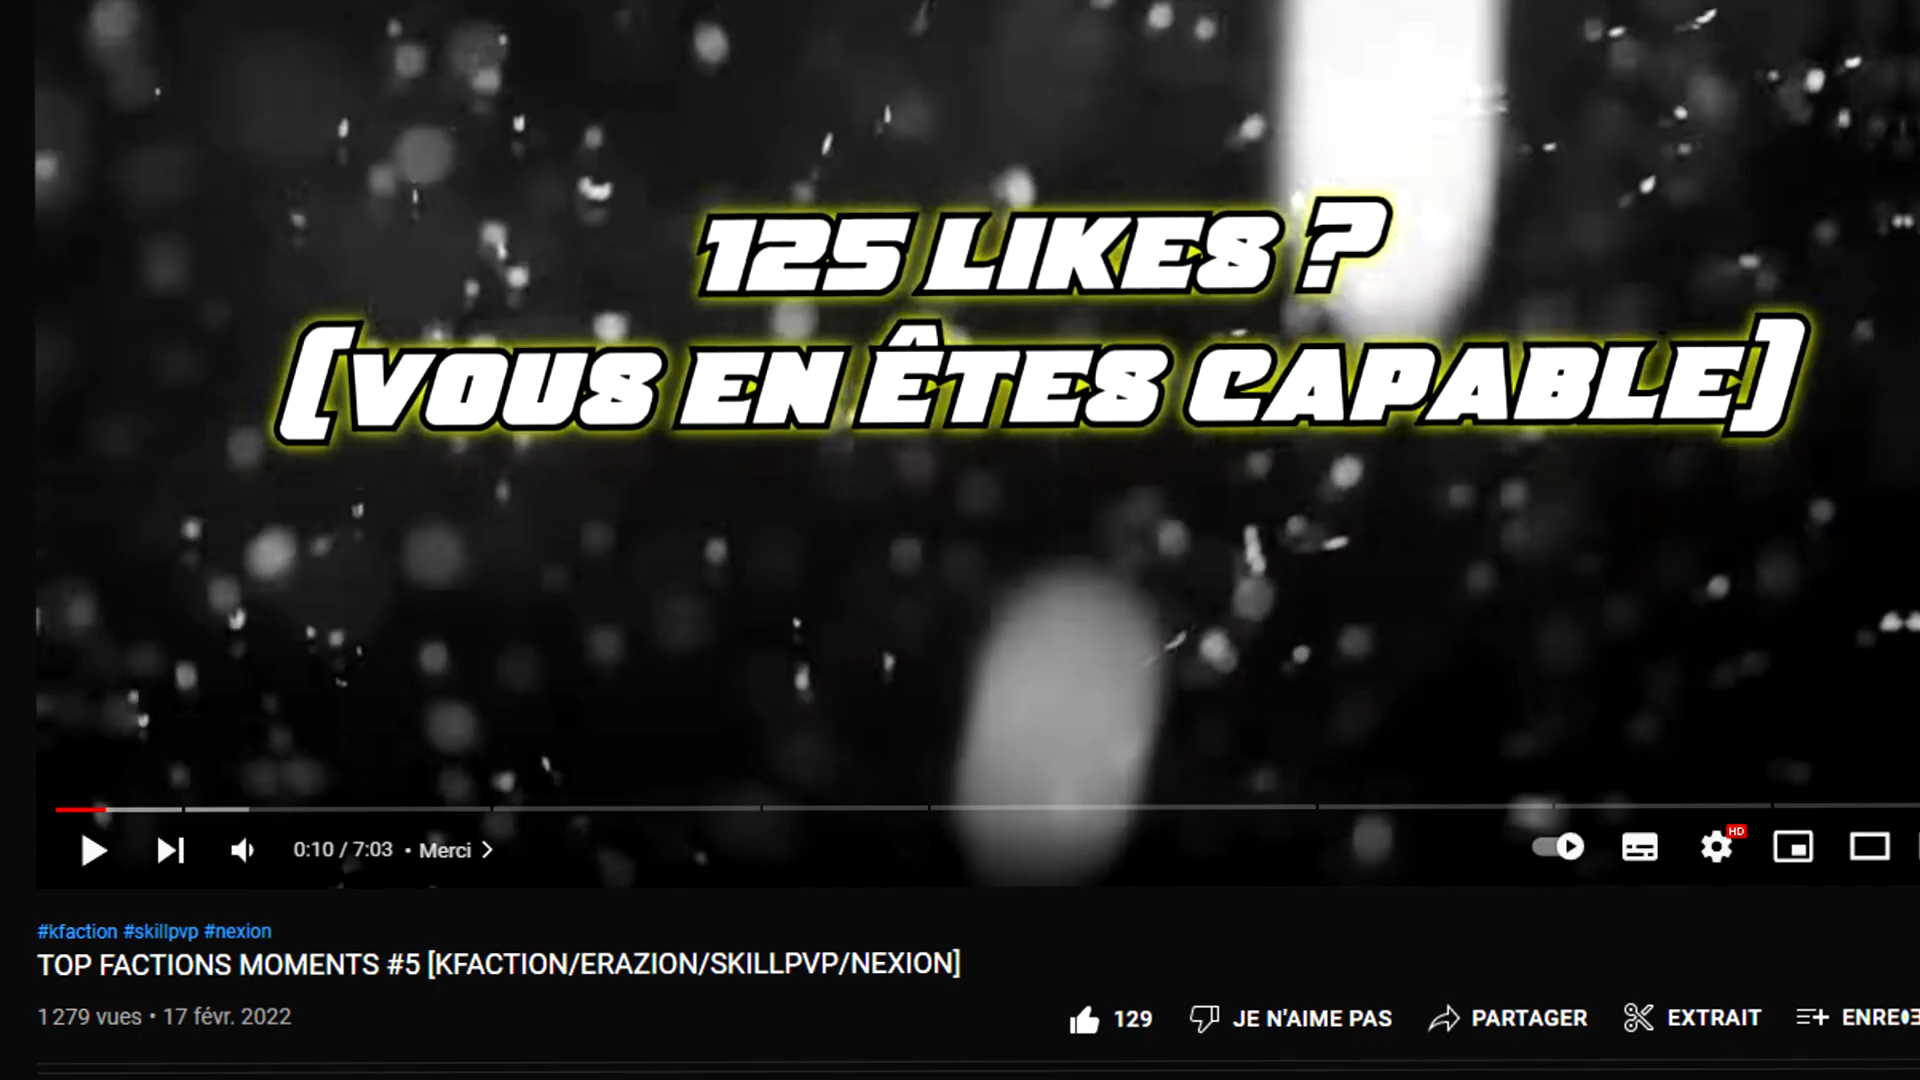 125 LIKES ?
(VOUS EN ÊTES CAPABLE)
HD
0:10 / 7:03 • Merci
#kfaction #skillpvp #nexion
TOP FACTIONS MOMENTS #5 [KFACTION/ERAZION/SKILLPVP/NEXION]
1 279 vues • 17 févr. 2022
129 JE N'AIME PAS PARTAGER EXTRAIT